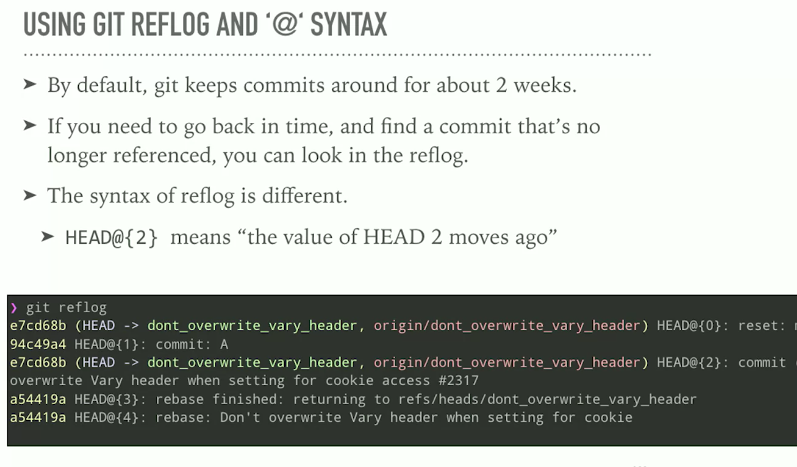 USING GIT REFLOG AND ‘@‘ SYNTAX
➤ By default, git keeps commits around for about 2 weeks.
➤ If you need to go back in time, and find a commit that’s no
longer referenced, you can look in the reflog.
➤ The syntax of reflog is different.
➤ HEAD@{2} means “the value of HEAD 2 moves ago”
❯ git reflog
e7cd68b (HEAD -> dont_overwrite_vary_header, origin/dont_overwrite_vary_header) HEAD@{0}: reset:
94c49a4 HEAD@{1}: commit: A
e7cd68b (HEAD -> dont_overwrite_vary_header, origin/dont_overwrite_vary_header) HEAD@{2}: commit
overwrite Vary header when setting for cookie access #2317
a54419a HEAD@{3}: rebase finished: returning to refs/heads/dont_overwrite_vary_header
a54419a HEAD@{4}: rebase: Don't overwrite Vary header when setting for cookie